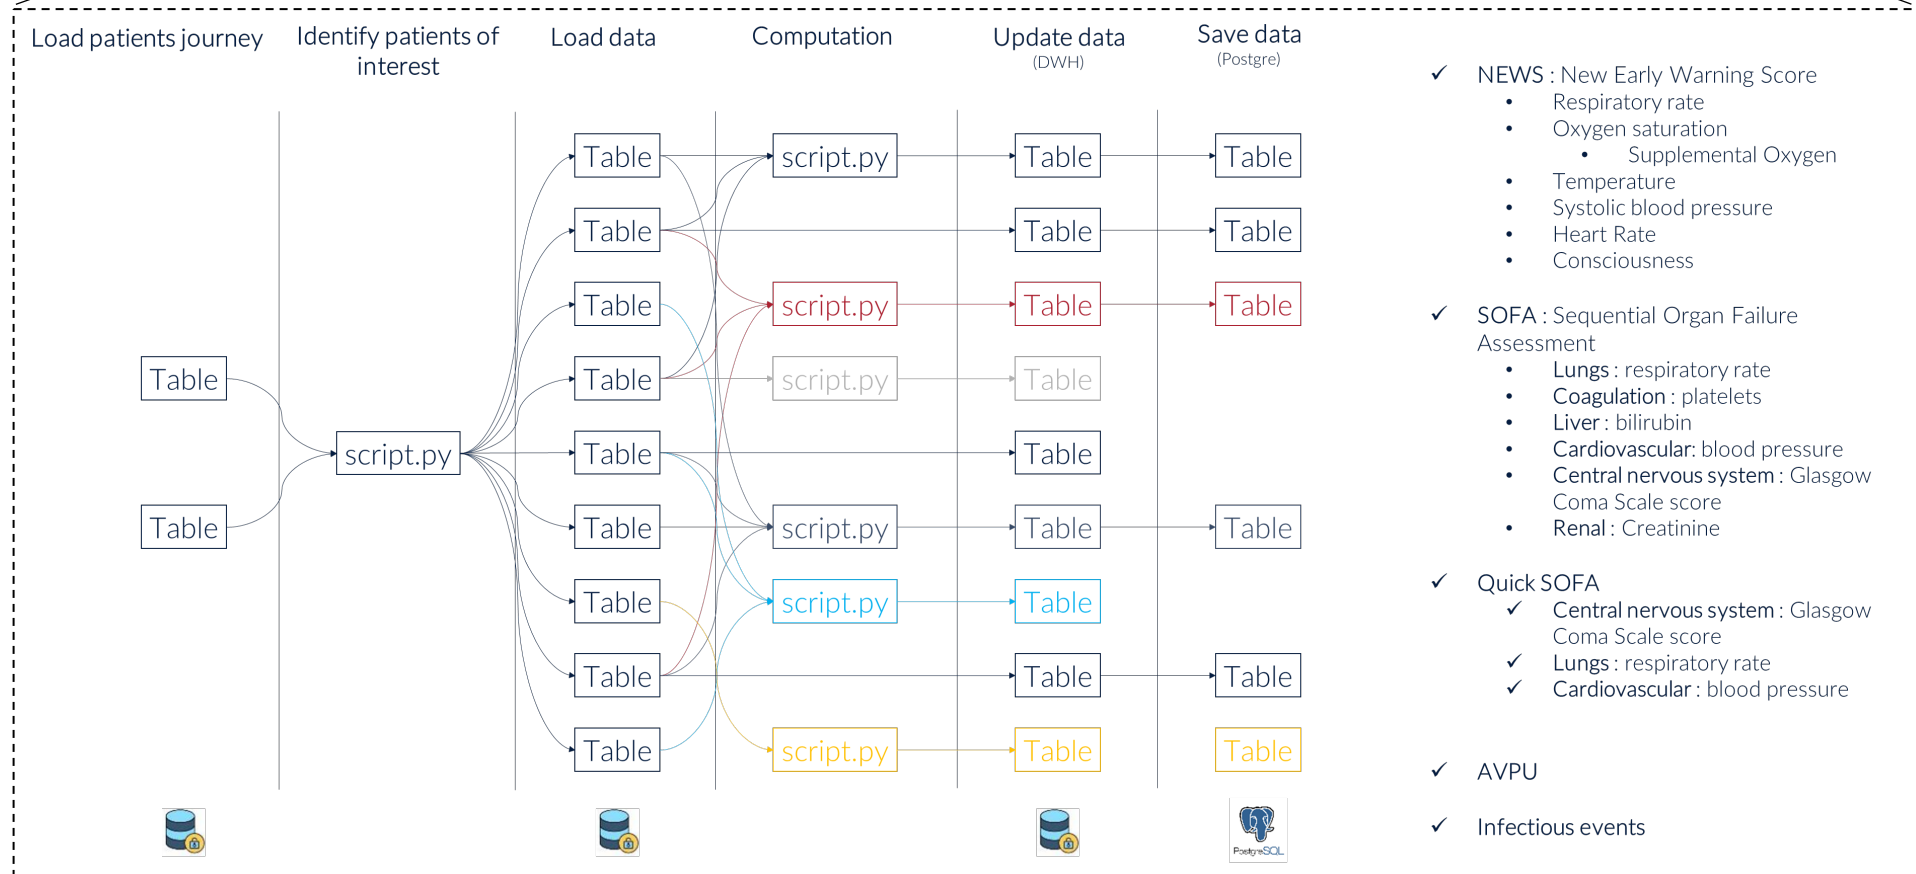 Load patients journey
Identify patients of
interest
Load data
Computation
Update data
(DWH)
Save data
(Postgre)
Table
script.py
Table
Table
Table
Table
Table
Table
Table
script.py
Table
Table
Table
Table
script.py
Table
Table
script.py
Table
Table
Table
Table
Table
script.py
Table
Table
Table
script.py
Table
Table
Table
Table
Table
script.py
Table
Table
PostgreSQL
✓ NEWS : New Early Warning Score
• Respiratory rate
• Oxygen saturation
• Supplemental Oxygen
• Temperature
• Systolic blood pressure
• Heart Rate
• Consciousness
✓ SOFA : Sequential Organ Failure
Assessment
• Lungs : respiratory rate
• Coagulation : platelets
• Liver : bilirubin
• Cardiovascular: blood pressure
• Central nervous system : Glasgow
Coma Scale score
• Renal : Creatinine
✓ Quick SOFA
✓ Central nervous system : Glasgow
Coma Scale score
✓ Lungs : respiratory rate
✓ Cardiovascular : blood pressure
✓ AVPU
✓ Infectious events